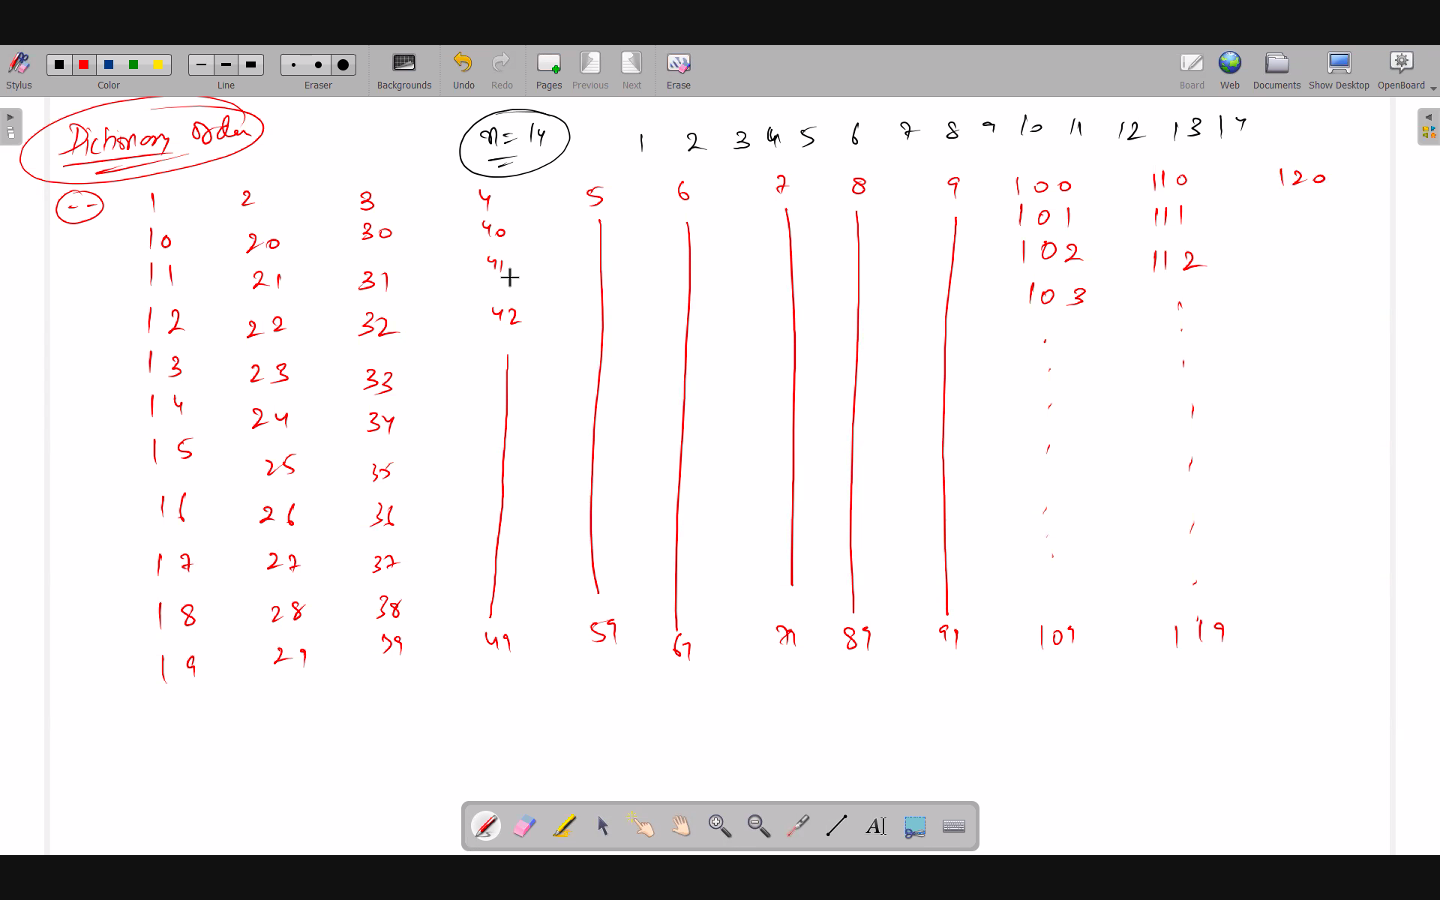 Stylus Color Line Eraser Backgrounds Undo Redo Pages Previous Next Erase Board Web Documents Show Desktop OpenBoard
Dictionary Order n = 14 1 2 3 4 5 6 7 8 9 10 11 12 13 14
-- 1 2 3 4 5 6 7 8 9 100 110 120
10 20 30 40 101 111
11 21 31 41 102 112
12 22 32 42 103
13 23 33
14 24 34
15 25 35
16 26 36
17 27 37
18 28 38
19 29 39 49 59 69 79 89 99 109 119